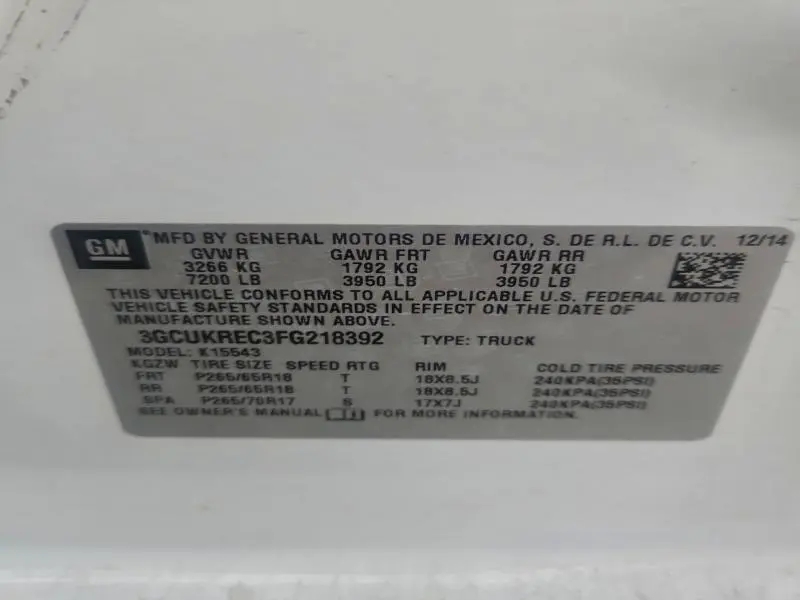 GM ® MFD BY GENERAL MOTORS DE MEXICO, S. DE R.L. DE C.V. 12/14
GVWR GAWR FRT GAWR RR
3266 KG 1792 KG 1792 KG
7200 LB 3950 LB 3950 LB
THIS VEHICLE CONFORMS TO ALL APPLICABLE U.S. FEDERAL MOTOR
VEHICLE SAFETY STANDARDS IN EFFECT ON THE DATE OF
MANUFACTURE SHOWN ABOVE.
3GCUKREC3FG218392 TYPE: TRUCK
MODEL: K15543
KGZW TIRE SIZE SPEED RTG RIM COLD TIRE PRESSURE
FRT P265/65R18 T 18X8.5J 240KPA(35PSI)
RR P265/65R18 T 18X8.5J 240KPA(35PSI)
SPA P265/70R17 S 17X7J 240KPA(35PSI)
SEE OWNER'S MANUAL FOR MORE INFORMATION.